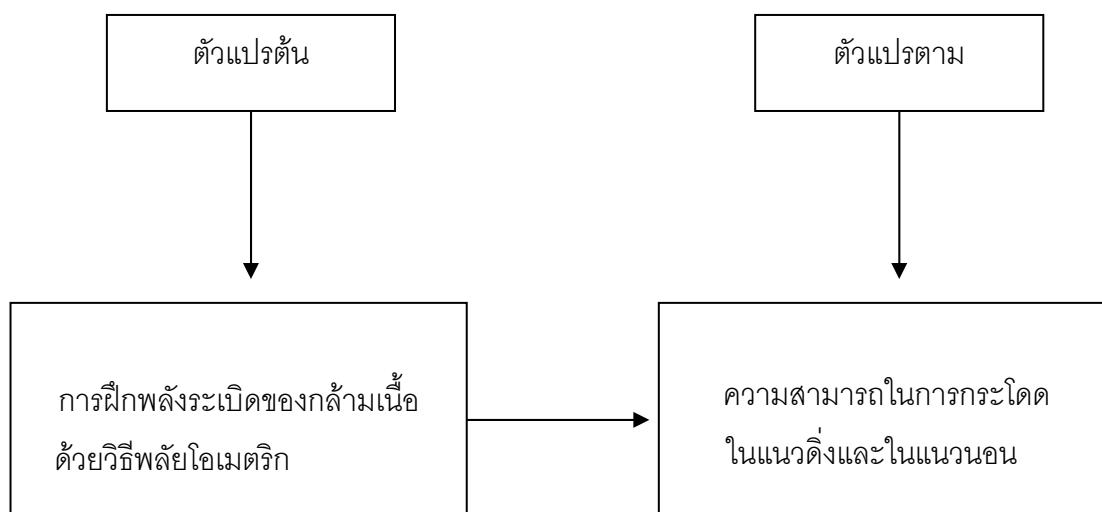 ตัวแปรต้น
ตัวแปรตาม
การฝึกพลังระเบิดของกล้ามเนื้อ
ด้วยวิธีพลัยโอเมตริก
ความสามารถในการกระโดด
ในแนวดิ่งและในแนวนอน